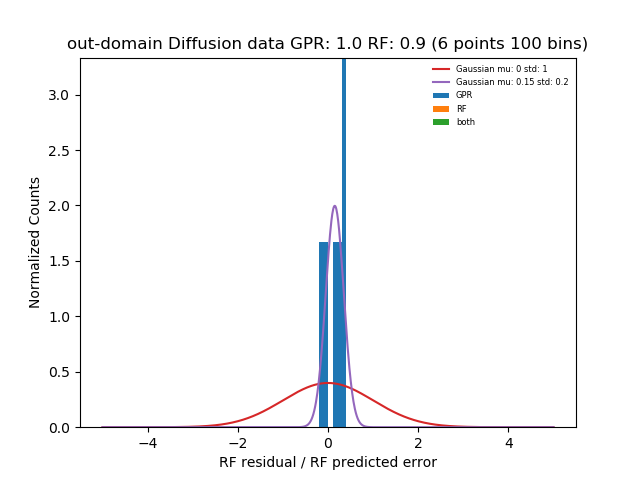 out-domain Diffusion data GPR: 1.0 RF: 0.9 (6 points 100 bins)
Gaussian mu: 0 std: 1
Gaussian mu: 0.15 std: 0.2
GPR
RF
both
Normalized Counts
3.0
2.5
2.0
1.5
1.0
0.5
0.0
−4
−2
0
2
4
RF residual / RF predicted error